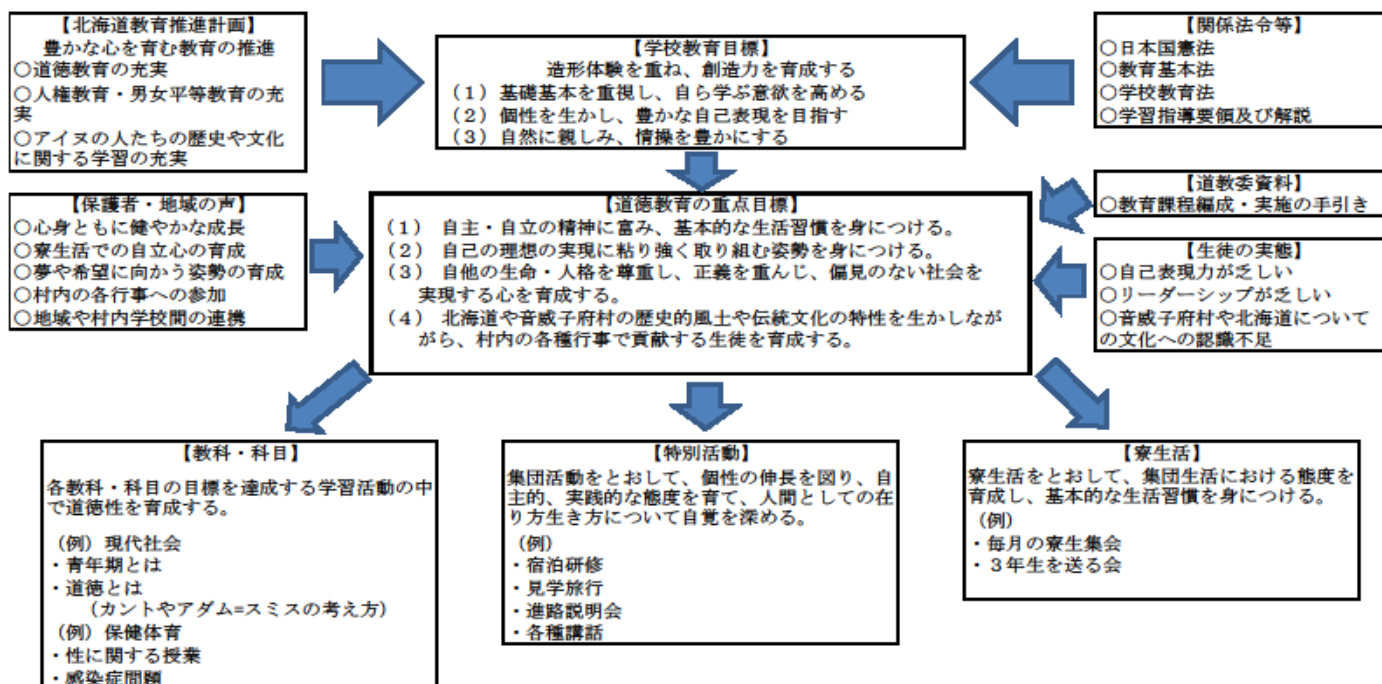 【北海道教育推進計画】
豊かな心を育む教育の推進
○道徳教育の充実
○人権教育・男女平等教育の充
実
○アイヌの人たちの歴史や文化
に関する学習の充実
【学校教育目標】
造形体験を重ね、創造力を育成する
（１）基礎基本を重視し、自ら学ぶ意欲を高める
（２）個性を生かし、豊かな自己表現を目指す
（３）自然に親しみ、情操を豊かにする
【関係法令等】
○日本国憲法
○教育基本法
○学校教育法
○学習指導要領及び解説
【保護者・地域の声】
○心身ともに健やかな成長
○寮生活での自立心の育成
○夢や希望に向かう姿勢の育成
○村内の各行事への参加
○地域や村内学校間の連携
【道徳教育の重点目標】
（１） 自主・自立の精神に富み、基本的な生活習慣を身につける。
（２） 自己の理想の実現に粘り強く取り組む姿勢を身につける。
（３） 自他の生命・人格を尊重し、正義を重んじ、偏見のない社会を
実現する心を育成する。
（４） 北海道や音威子府村の歴史的風土や伝統文化の特性を生かしなが
がら、村内の各種行事で貢献する生徒を育成する。
【道教委資料】
○教育課程編成・実施の手引き
【生徒の実態】
○自己表現力が乏しい
○リーダーシップが乏しい
○音威子府村や北海道について
の文化への認識不足
【教科・科目】
各教科・科目の目標を達成する学習活動の中
で道徳性を育成する。
（例）現代社会
・青年期とは
・道徳とは
（カントやアダム=スミスの考え方）
（例）保健体育
・性に関する授業
・感染症問題
【特別活動】
集団活動をとおして、個性の伸長を図り、自
主的、実践的な態度を育て、人間としての在
り方生き方について自覚を深める。
（例）
・宿泊研修
・見学旅行
・進路説明会
・各種講話
【寮生活】
寮生活をとおして、集団生活における態度を
育成し、基本的な生活習慣を身につける。
（例）
・毎月の寮生集会
・３年生を送る会